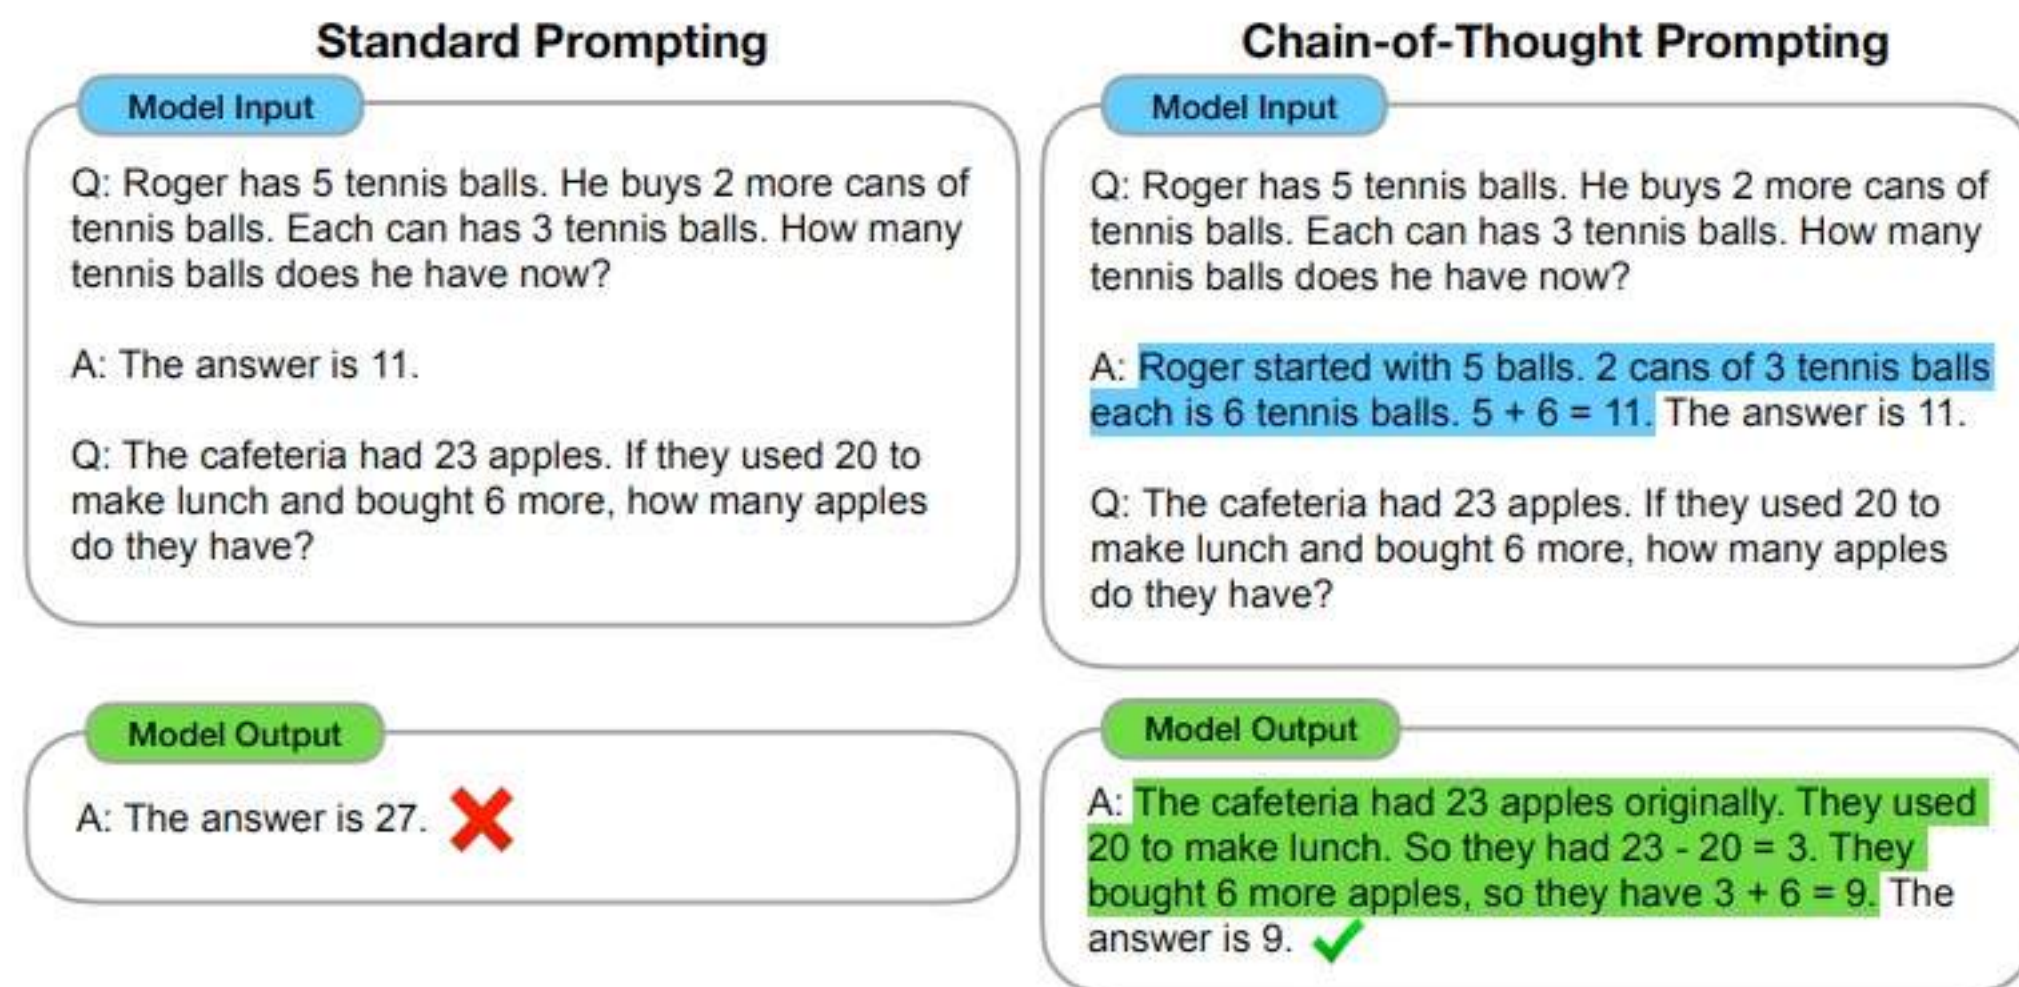 Standard Prompting
Model Input
Q: Roger has 5 tennis balls. He buys 2 more cans of
tennis balls. Each can has 3 tennis balls. How many
tennis balls does he have now?
A: The answer is 11.
Q: The cafeteria had 23 apples. If they used 20 to
make lunch and bought 6 more, how many apples
do they have?
Model Output
A: The answer is 27.
Chain-of-Thought Prompting
Model Input
Q: Roger has 5 tennis balls. He buys 2 more cans of
tennis balls. Each can has 3 tennis balls. How many
tennis balls does he have now?
A: Roger started with 5 balls. 2 cans of 3 tennis balls
each is 6 tennis balls. 5 + 6 = 11. The answer is 11.
Q: The cafeteria had 23 apples. If they used 20 to
make lunch and bought 6 more, how many apples
do they have?
Model Output
A: The cafeteria had 23 apples originally. They used
20 to make lunch. So they had 23 - 20 = 3. They
bought 6 more apples, so they have 3 + 6 = 9. The
answer is 9.